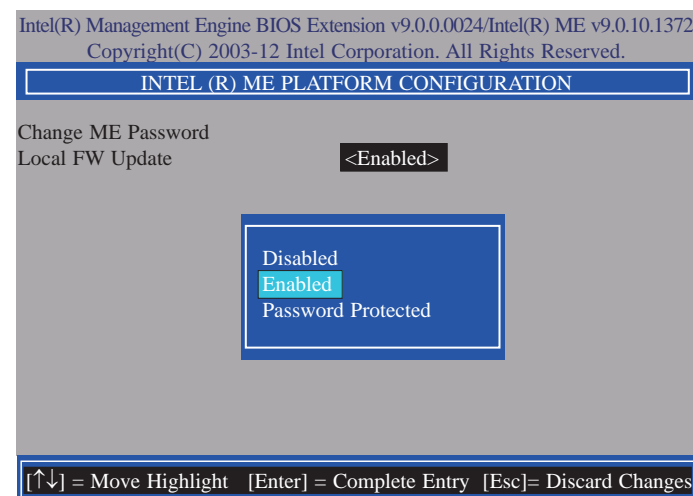 Intel(R) Management Engine BIOS Extension v9.0.0.0024/Intel(R) ME v9.0.10.1372
Copyright(C) 2003-12 Intel Corporation. All Rights Reserved.
INTEL (R) ME PLATFORM CONFIGURATION
Change ME Password
Local FW Update <Enabled>
Disabled
Enabled
Password Protected
[↑↓] = Move Highlight [Enter] = Complete Entry [Esc]= Discard Changes